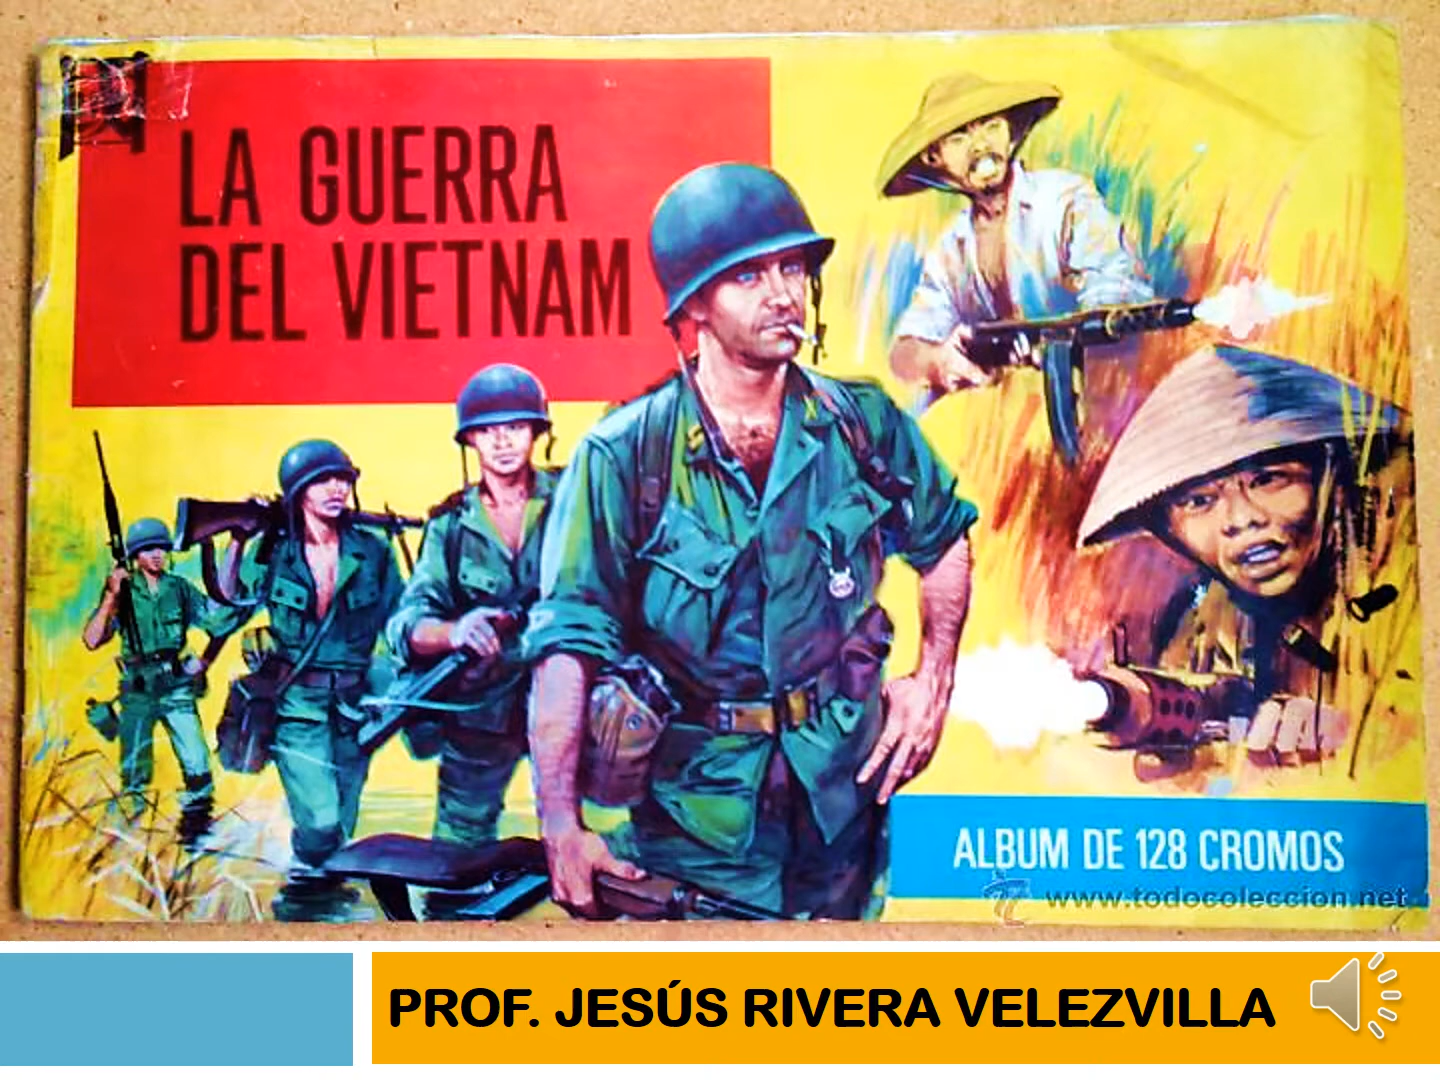 LA GUERRA
DEL VIETNAM
ALBUM DE 128 CROMOS
www.todocoleccion.net
PROF. JESÚS RIVERA VELEZVILLA